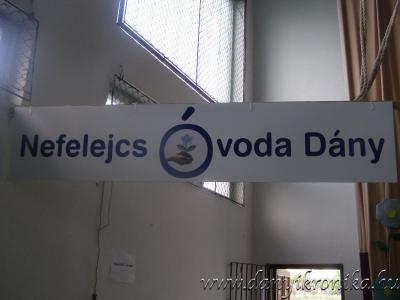 Nefelejcs Óvoda Dány
www.danyikronika.hu